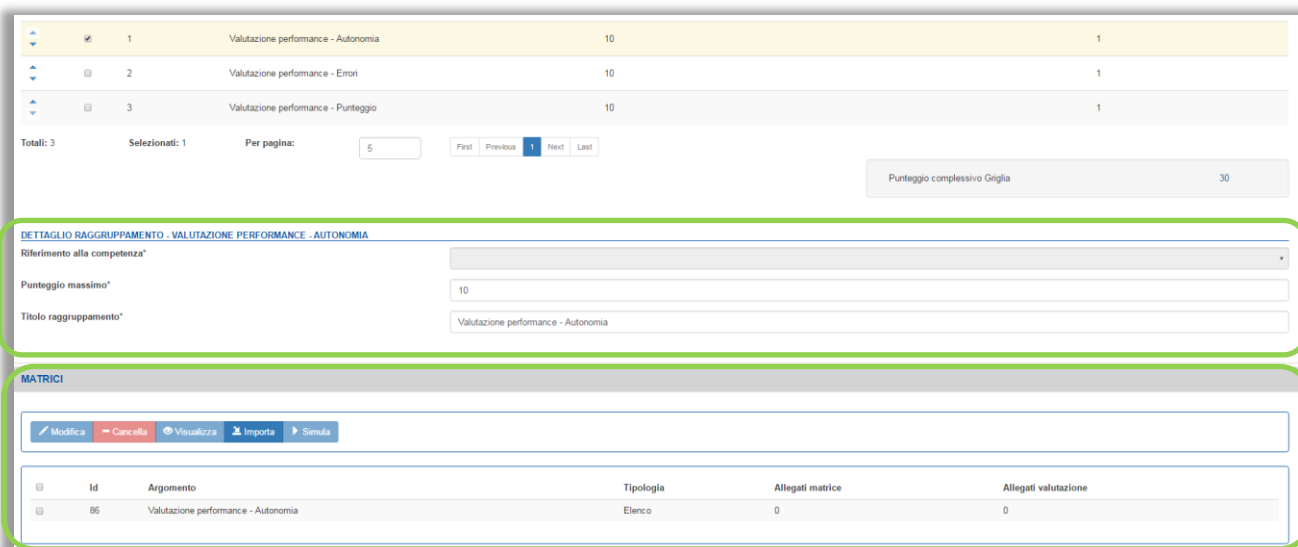 1 Valutazione performance - Autonomia 10 1
2 Valutazione performance - Errori 10 1
3 Valutazione performance - Punteggio 10 1
Totali: 3 Selezionati: 1 Per pagina: 5 First Previous 1 Next Last
Punteggio complessivo Griglia 30
DETTAGLIO RAGGRUPPAMENTO - VALUTAZIONE PERFORMANCE - AUTONOMIA
Riferimento alla competenza*
Punteggio massimo* 10
Titolo raggruppamento* Valutazione performance - Autonomia
MATRICI
Modifica Cancella Visualizza Importa Simula
Id Argomento Tipologia Allegati matrice Allegati valutazione
86 Valutazione performance - Autonomia Elenco 0 0